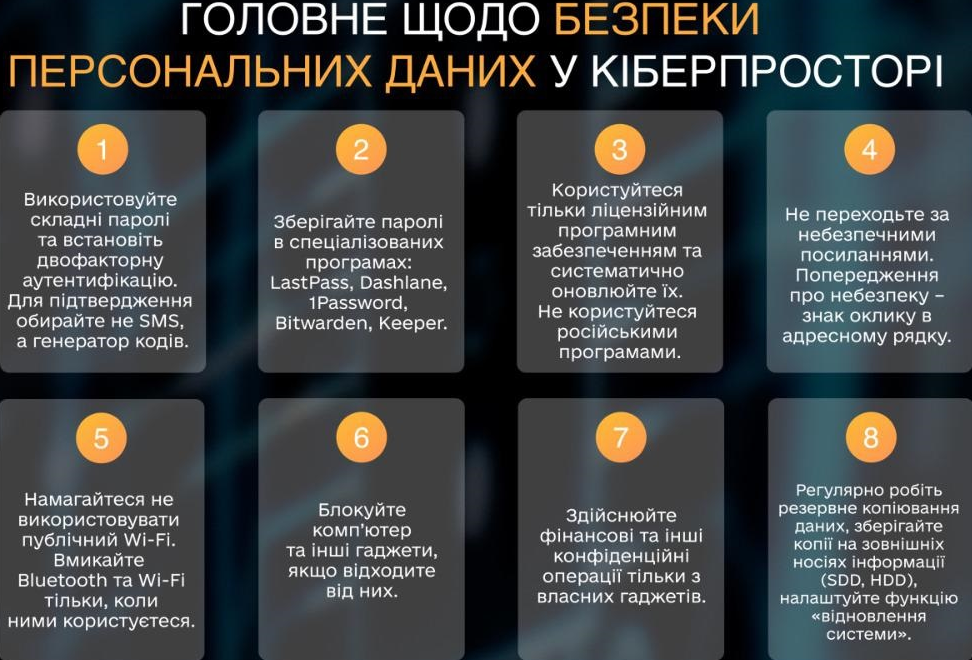 ГОЛОВНЕ ЩОДО БЕЗПЕКИ
ПЕРСОНАЛЬНИХ ДАНИХ У КІБЕРПРОСТОРІ
1
Використовуйте
складні паролі
та встановіть
двофакторну
аутентифікацію.
Для підтвердження
обирайте не SMS,
а генератор кодів.
2
Зберігайте паролі
в спеціалізованих
програмах:
LastPass, Dashlane,
1Password,
Bitwarden, Keeper.
3
Користуйтеся
тільки ліцензійним
програмним
забезпеченням та
систематично
оновлюйте їх.
Не користуйтеся
російськими
програмами.
4
Не переходьте за
небезпечними
посиланнями.
Попередження
про небезпеку –
знак оклику в
адресному рядку.
5
Намагайтеся не
використовувати
публічний Wi-Fi.
Вмикайте
Bluetooth та Wi-Fi
тільки, коли
ними користуєтеся.
6
Блокуйте
комп'ютер
та інші гаджети,
якщо відходите
від них.
7
Здійснюйте
фінансові та інші
конфіденційні
операції тільки з
власних гаджетів.
8
Регулярно робіть
резервне копіювання
даних, зберігайте
копії на зовнішніх
носіях інформації
(SDD, HDD),
налаштуйте функцію
«відновлення
системи».